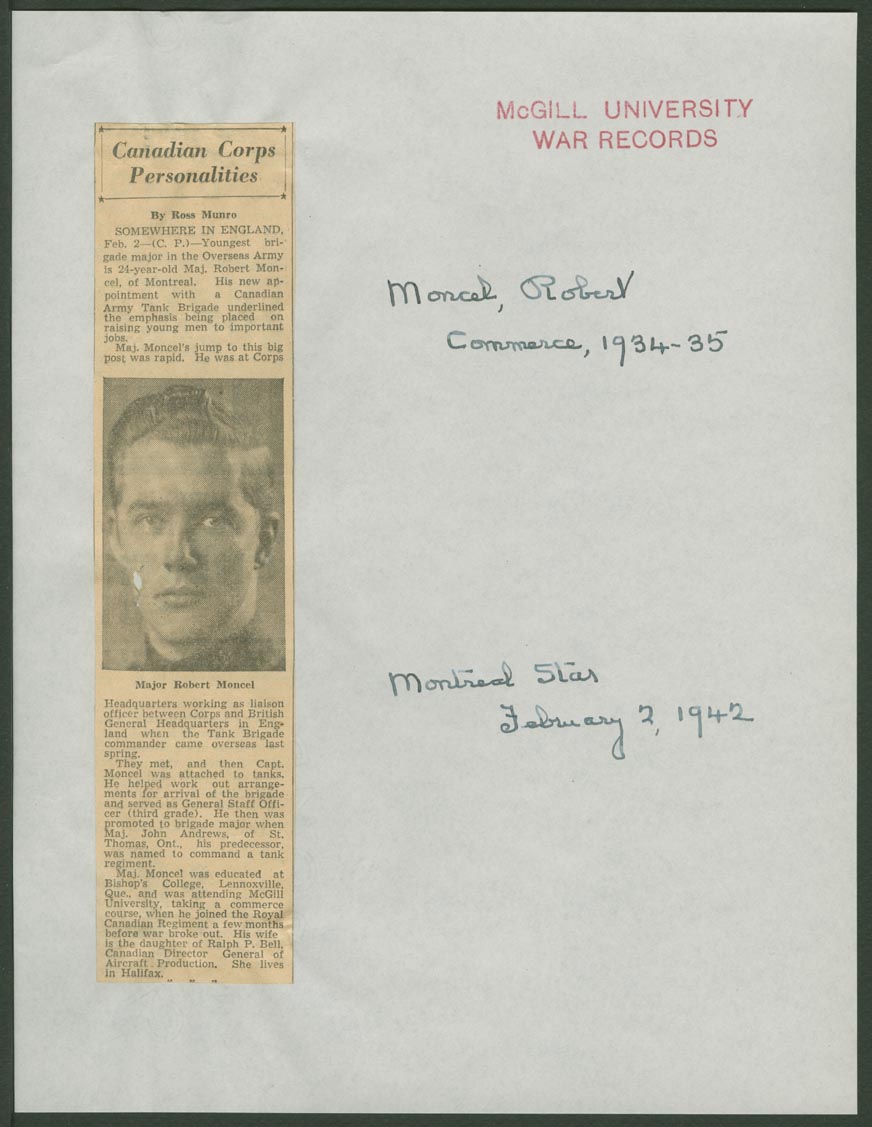 McGILL UNIVERSITY
WAR RECORDS
Canadian Corps
Personalities
By Ross Munro
SOMEWHERE IN ENGLAND,
Feb. 2—(C. P.)—Youngest bri-
gade major in the Overseas Army
is 24-year-old Maj. Robert Mon-
cel, of Montreal. His new ap-
pointment with a Canadian
Army Tank Brigade underlined
the emphasis being placed on
raising young men to important
jobs.
Maj. Moncel's jump to this big
post was rapid. He was at Corps
Major Robert Moncel
Headquarters working as liaison
officer between Corps and British
General Headquarters in Eng-
land when the Tank Brigade
commander came overseas last
spring.
They met, and then Capt.
Moncel was attached to tanks.
He helped work out arrange-
ments for arrival of the brigade
and served as General Staff Offi-
cer (third grade). He then was
promoted to brigade major when
Maj. John Andrews, of St.
Thomas, Ont., his predecessor,
was named to command a tank
regiment.
Maj. Moncel was educated at
Bishop's College, Lennoxville,
Que., and was attending McGill
University, taking a commerce
course, when he joined the Royal
Canadian Regiment a few months
before war broke out. His wife
is the daughter of Ralph P. Bell,
Canadian Director General of
Aircraft Production. She lives
in Halifax.
Moncel, Robert
Commerce, 1934-35
Montreal Star
February 2, 1942